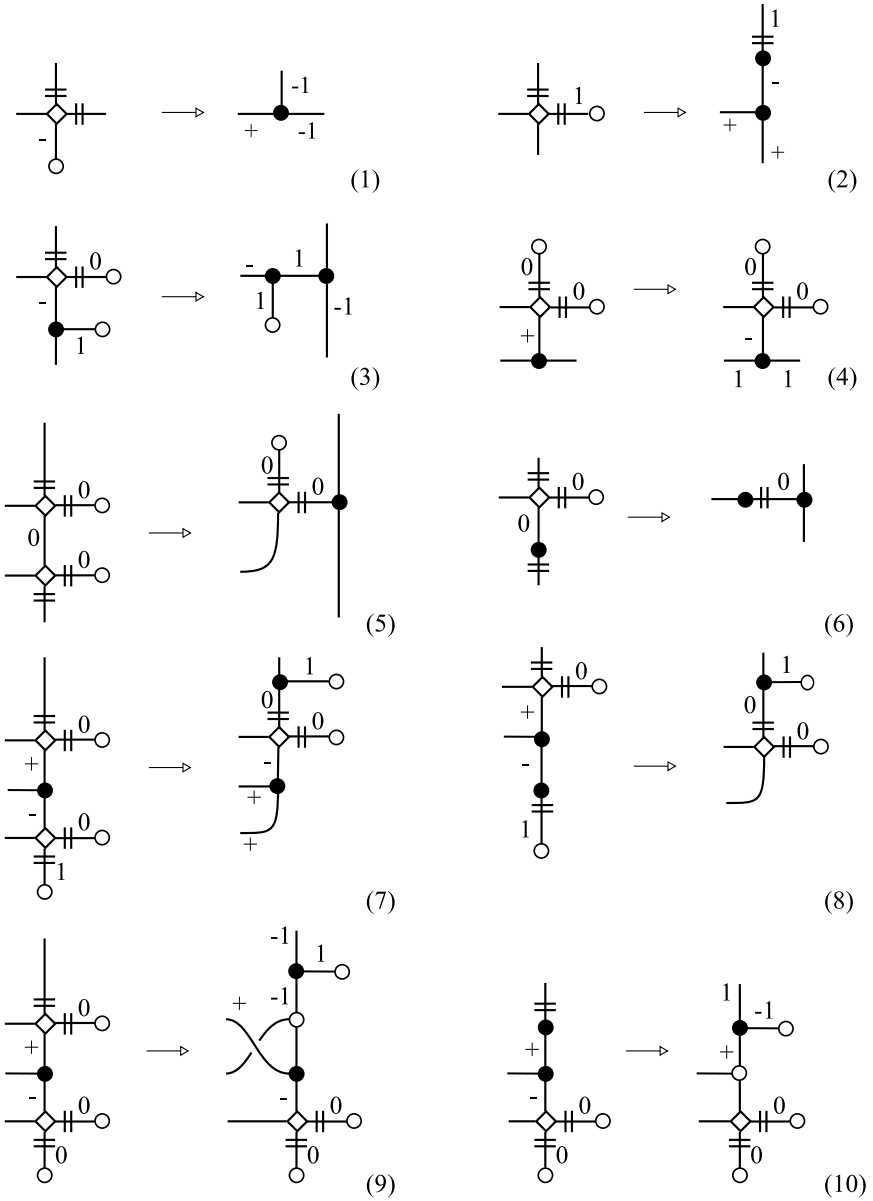 1
- -1 1 -
+ -1 +
+
(1) (2)
0 - 1 0 0
- 1 -1 0 0
1 + -
(3) 1 1 (4)
0 0 0
0 0 0
0
(5) (6)
1 1
0 0 0 0
0 + 0
+ - -
- +
0 +
1 1
(7) (8)
-1 1
+ -1 1 -1
0 + +
+ -
- - 0 0
0 0
0 0 0 0
(9) (10)